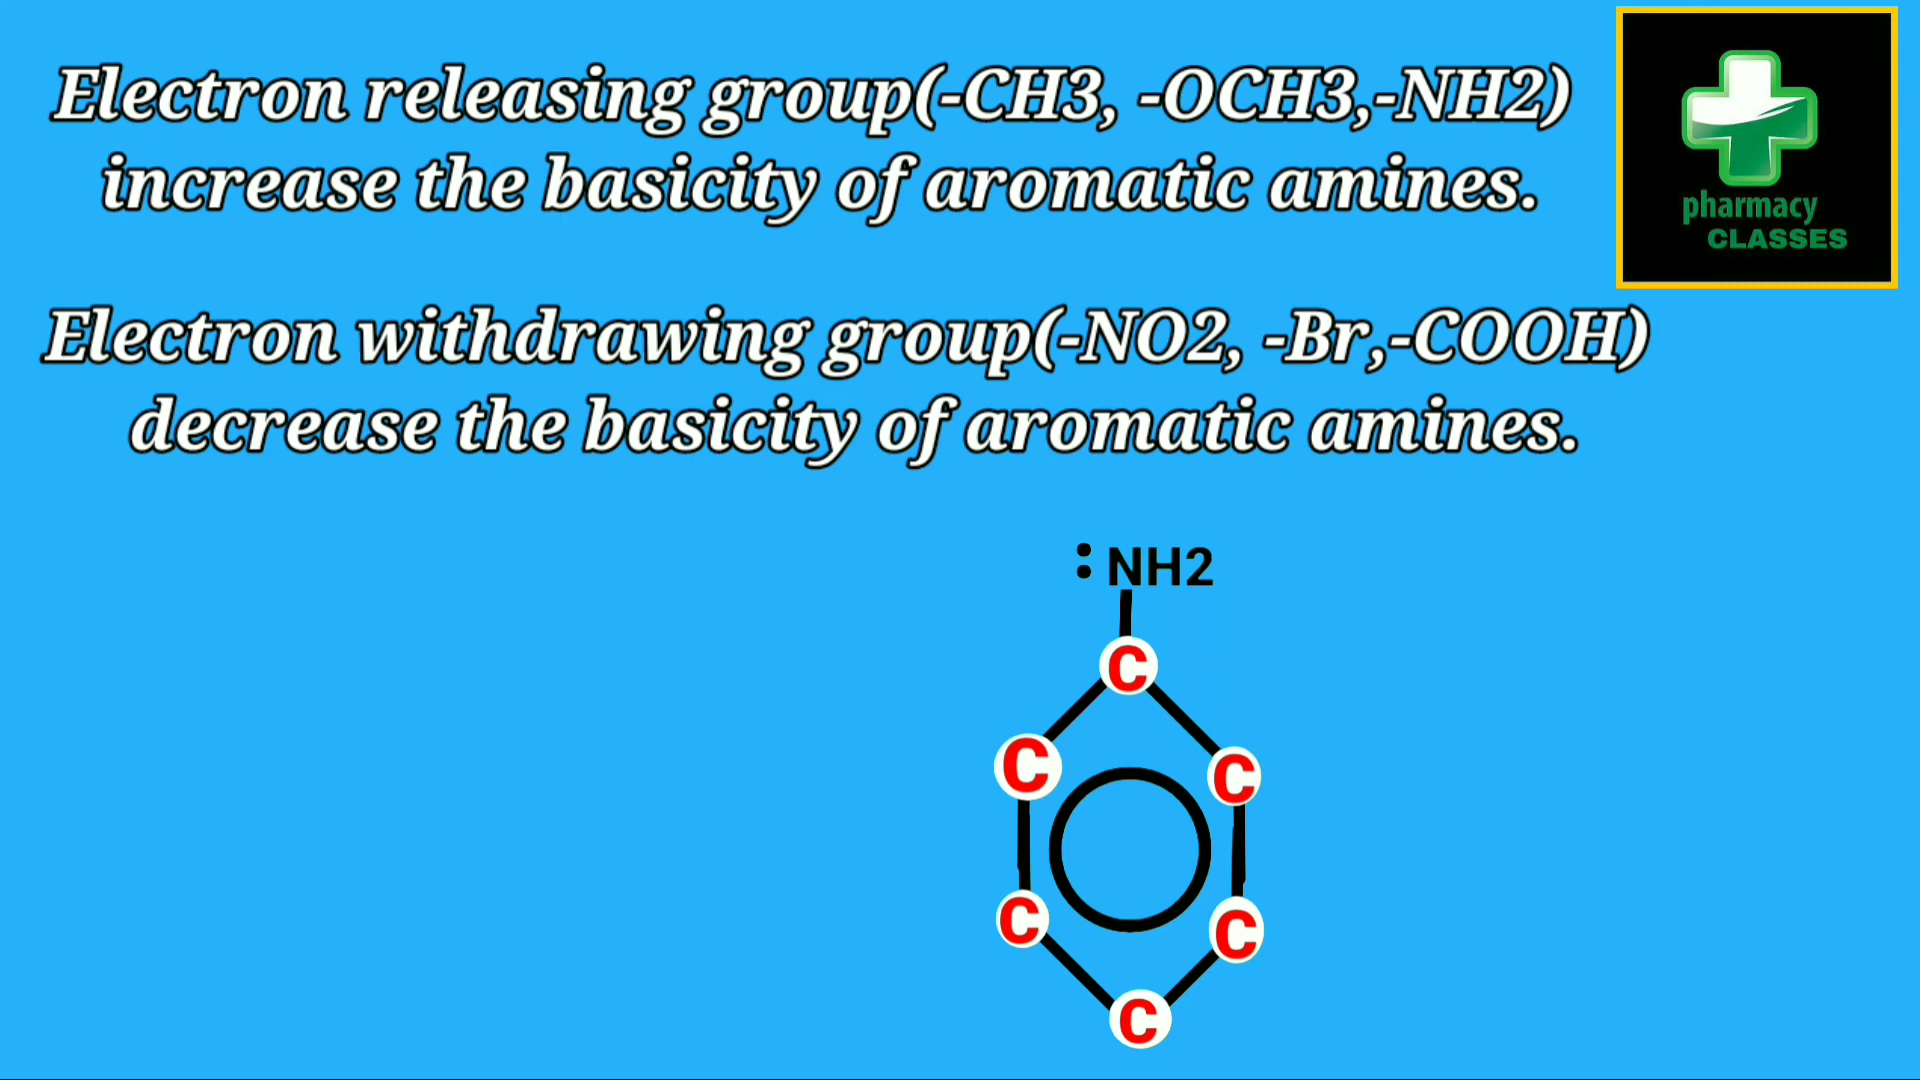 Electron releasing group(-CH3, -OCH3,-NH2)
increase the basicity of aromatic amines.
pharmacy
CLASSES
Electron withdrawing group(-NO2, -Br,-COOH)
decrease the basicity of aromatic amines.
: NH2
C
C
C
C
C
C